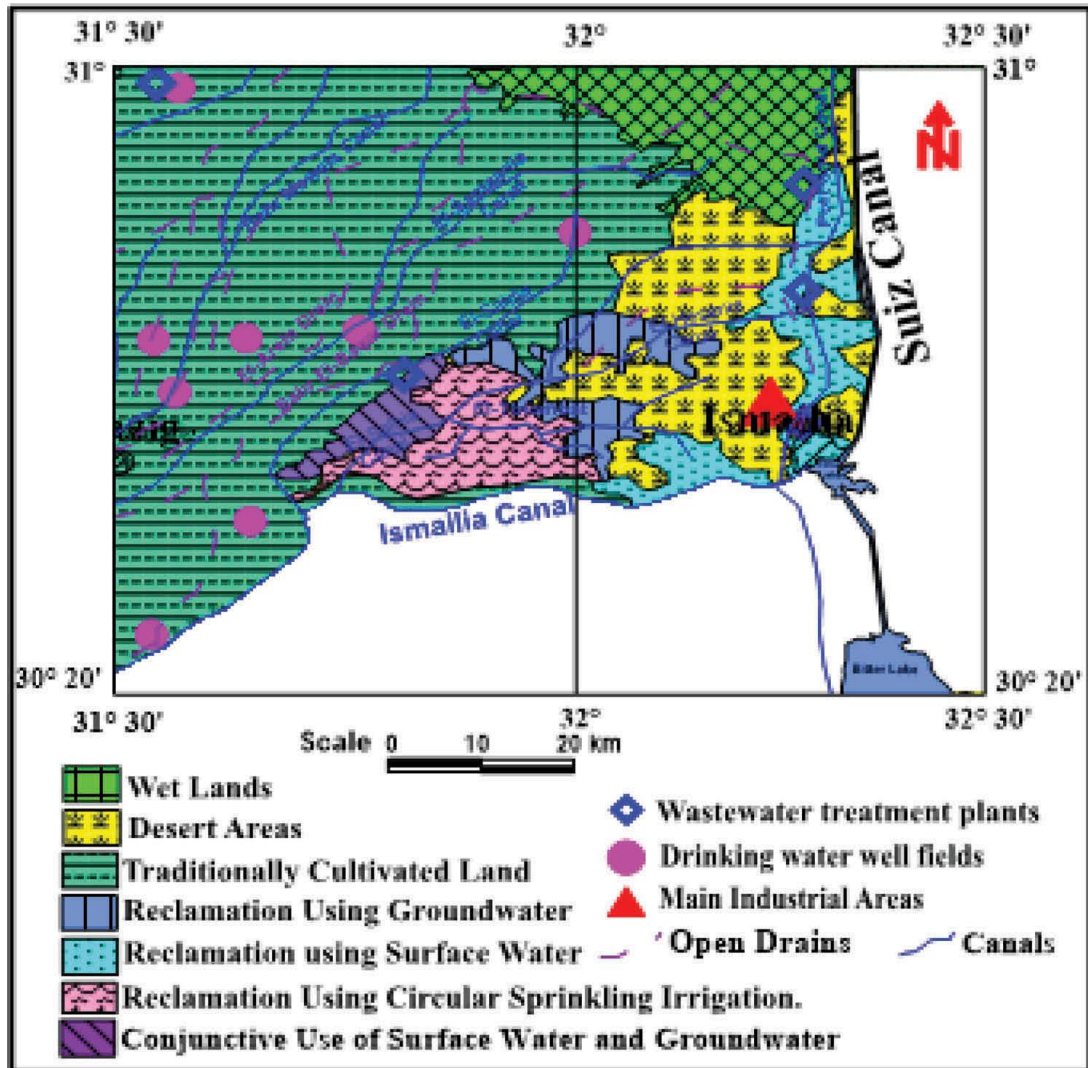 31° 30' 32° 32° 30'
31° 31°
N
Suiz Canal
Ismallia Canal
Bitter Lake
30° 20' 30° 20'
31° 30' 32° 32° 30'
Scale 0 10 20 km
Wet Lands
Desert Areas
Traditionally Cultivated Land
Reclamation Using Groundwater
Reclamation using Surface Water
Reclamation Using Circular Sprinkling Irrigation.
Conjunctive Use of Surface Water and Groundwater
Wastewater treatment plants
Drinking water well fields
Main Industrial Areas
Open Drains
Canals